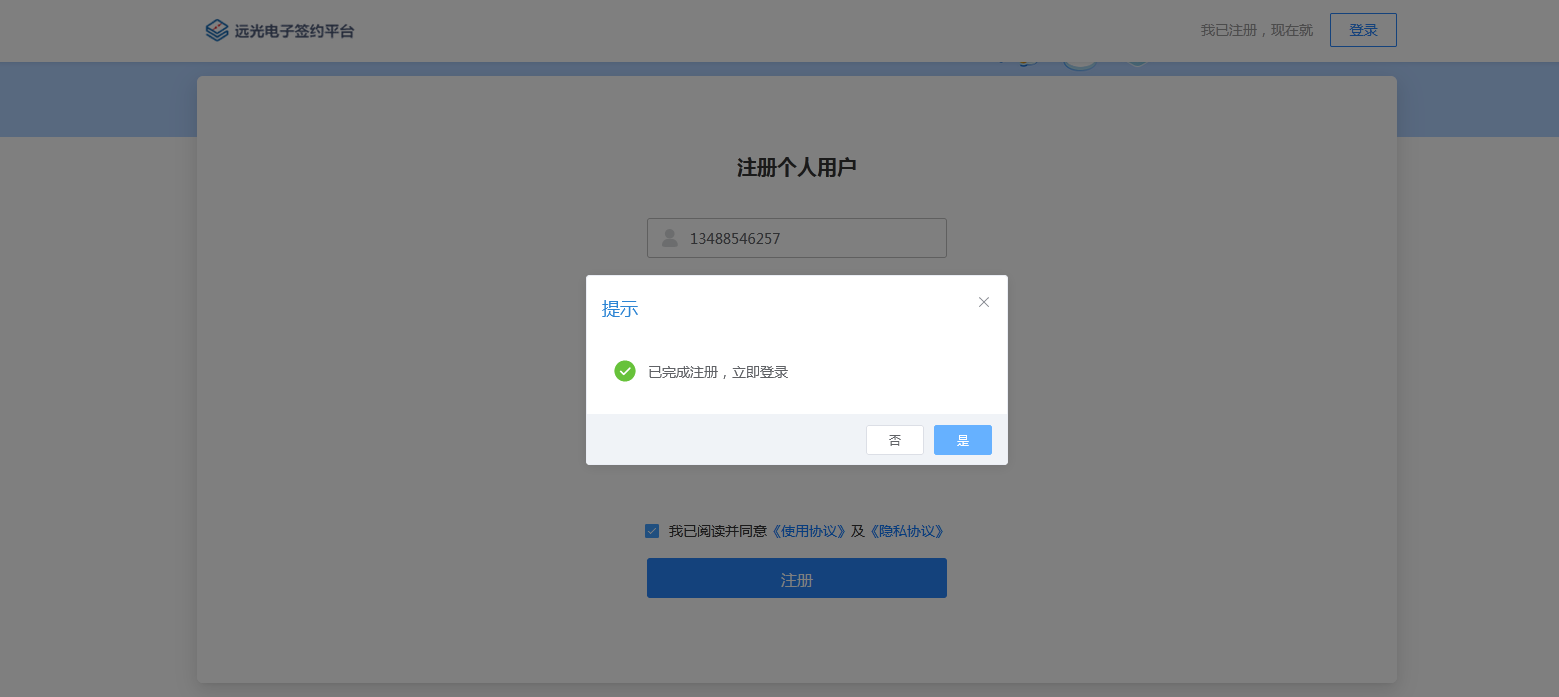 远光电子签约平台
我已注册，现在就
登录
注册个人用户
13488546257
提示
已完成注册，立即登录
否
是
我已阅读并同意《使用协议》及《隐私协议》
注册